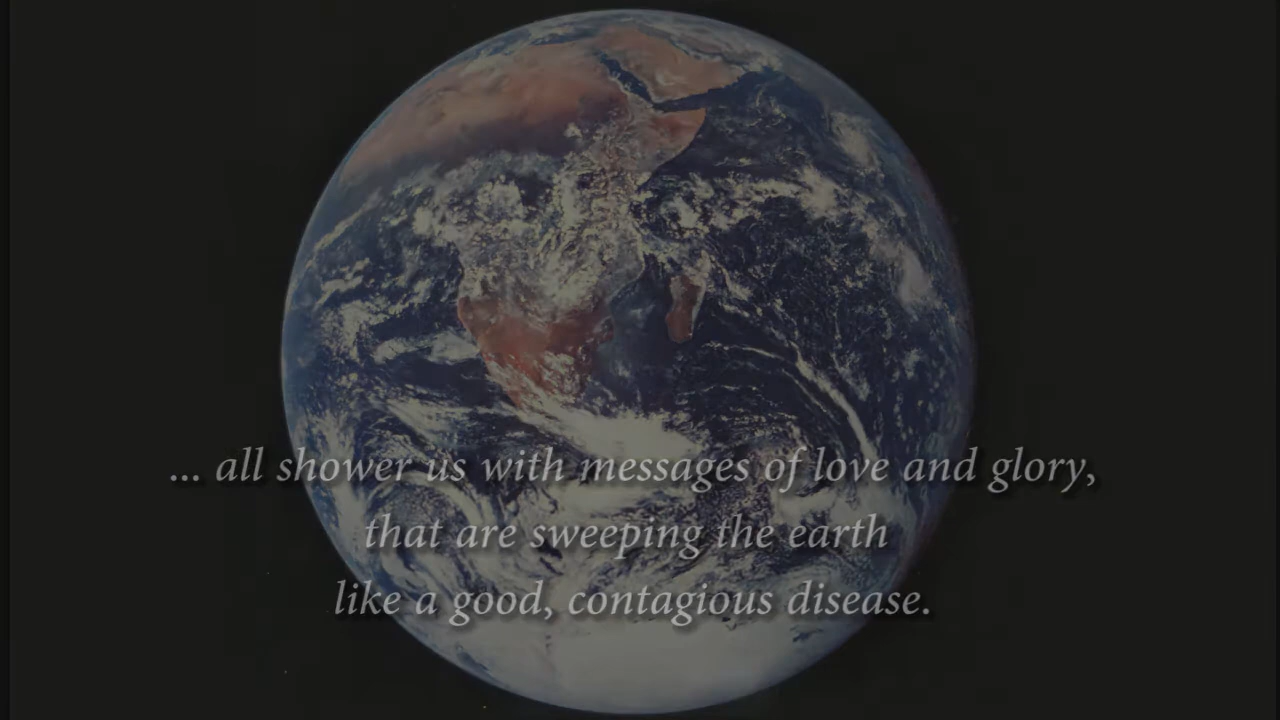 ... all shower us with messages of love and glory,
that are sweeping the earth
like a good, contagious disease.